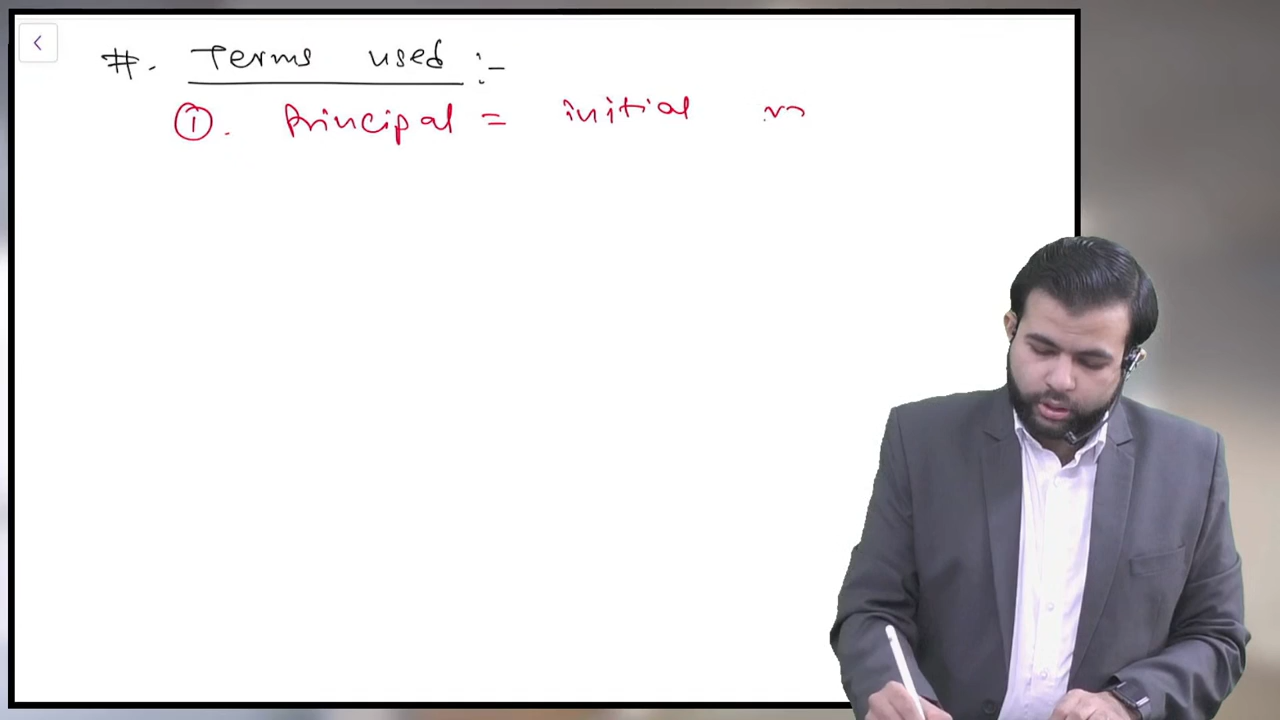 #. Terms used :-
①. Principal = initial